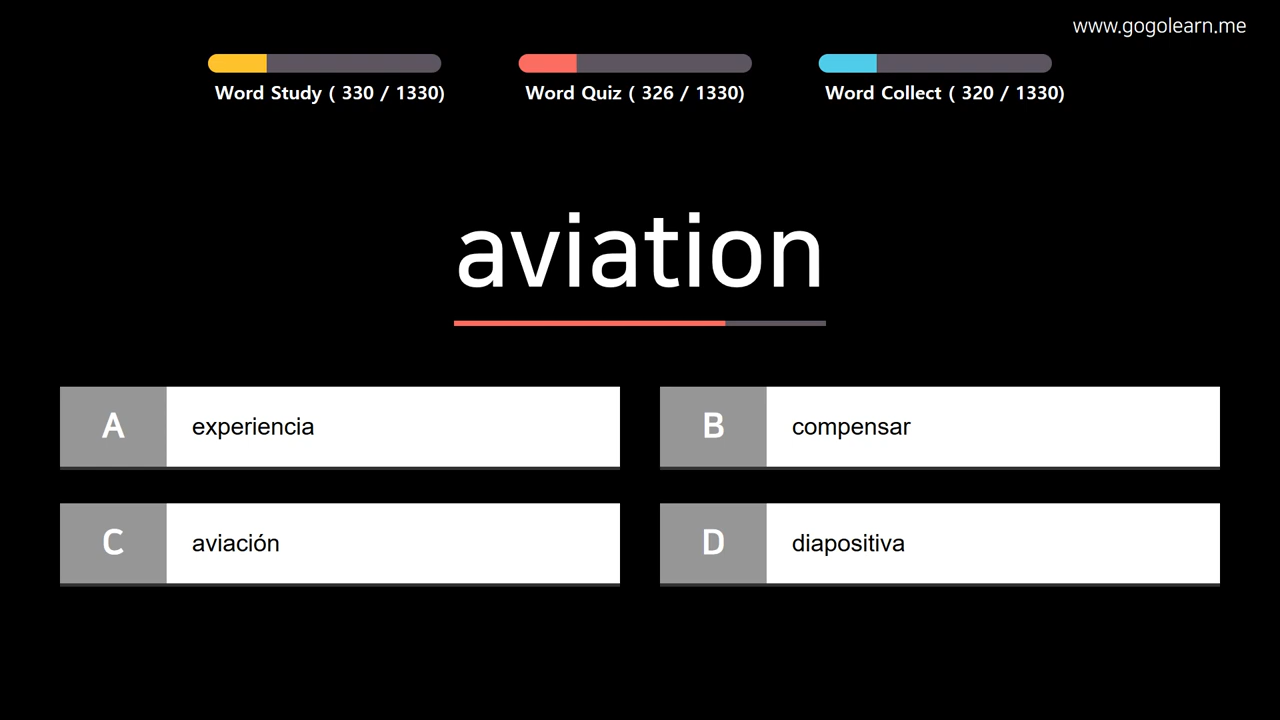 www.gogolearn.me
Word Study ( 330 / 1330)
Word Quiz ( 326 / 1330)
Word Collect ( 320 / 1330)
aviation
A experiencia
B compensar
C aviación
D diapositiva